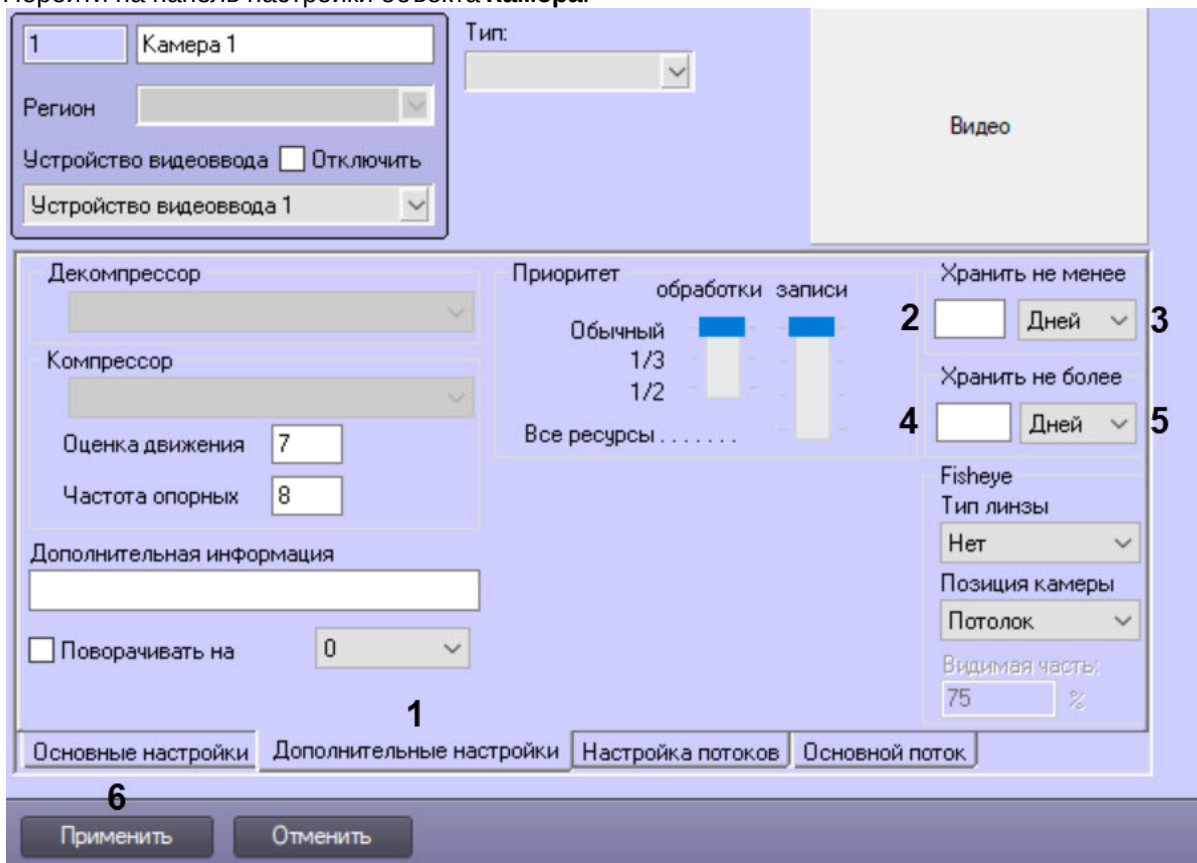 Перейти на панель настройки объекта Камера.
1 Камера 1
Тип:
Регион
Устройство видеоввода Отключить
Устройство видеоввода 1
Видео
Декомпрессор
Компрессор
Оценка движения 7
Частота опорных 8
Дополнительная информация
Поворачивать на 0
Приоритет
обработки записи
Обычный
1/3
1/2
Все ресурсы . . . . . . .
Хранить не менее
2 Дней 3
Хранить не более
4 Дней 5
Fisheye
Тип линзы
Нет
Позиция камеры
Потолок
Видимая часть:
75 %
1
Основные настройки Дополнительные настройки Настройка потоков Основной поток
6
Применить Отменить